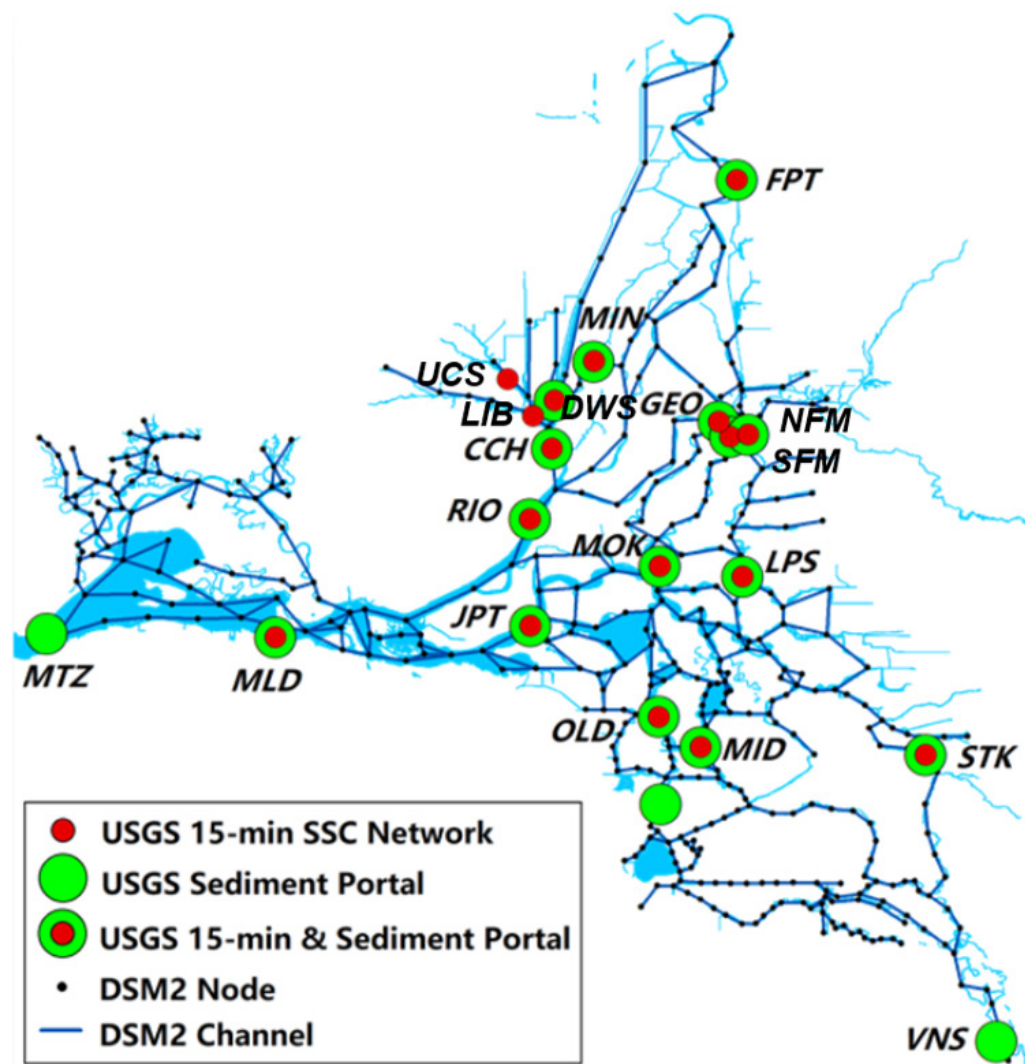 FPT
MIN
UCS
LIB
DWS
GEO
NFM
CCH
SFM
RIO
MOK
LPS
JPT
MTZ
MLD
OLD
MID
STK
USGS 15-min SSC Network
USGS Sediment Portal
USGS 15-min & Sediment Portal
DSM2 Node
DSM2 Channel
VNS